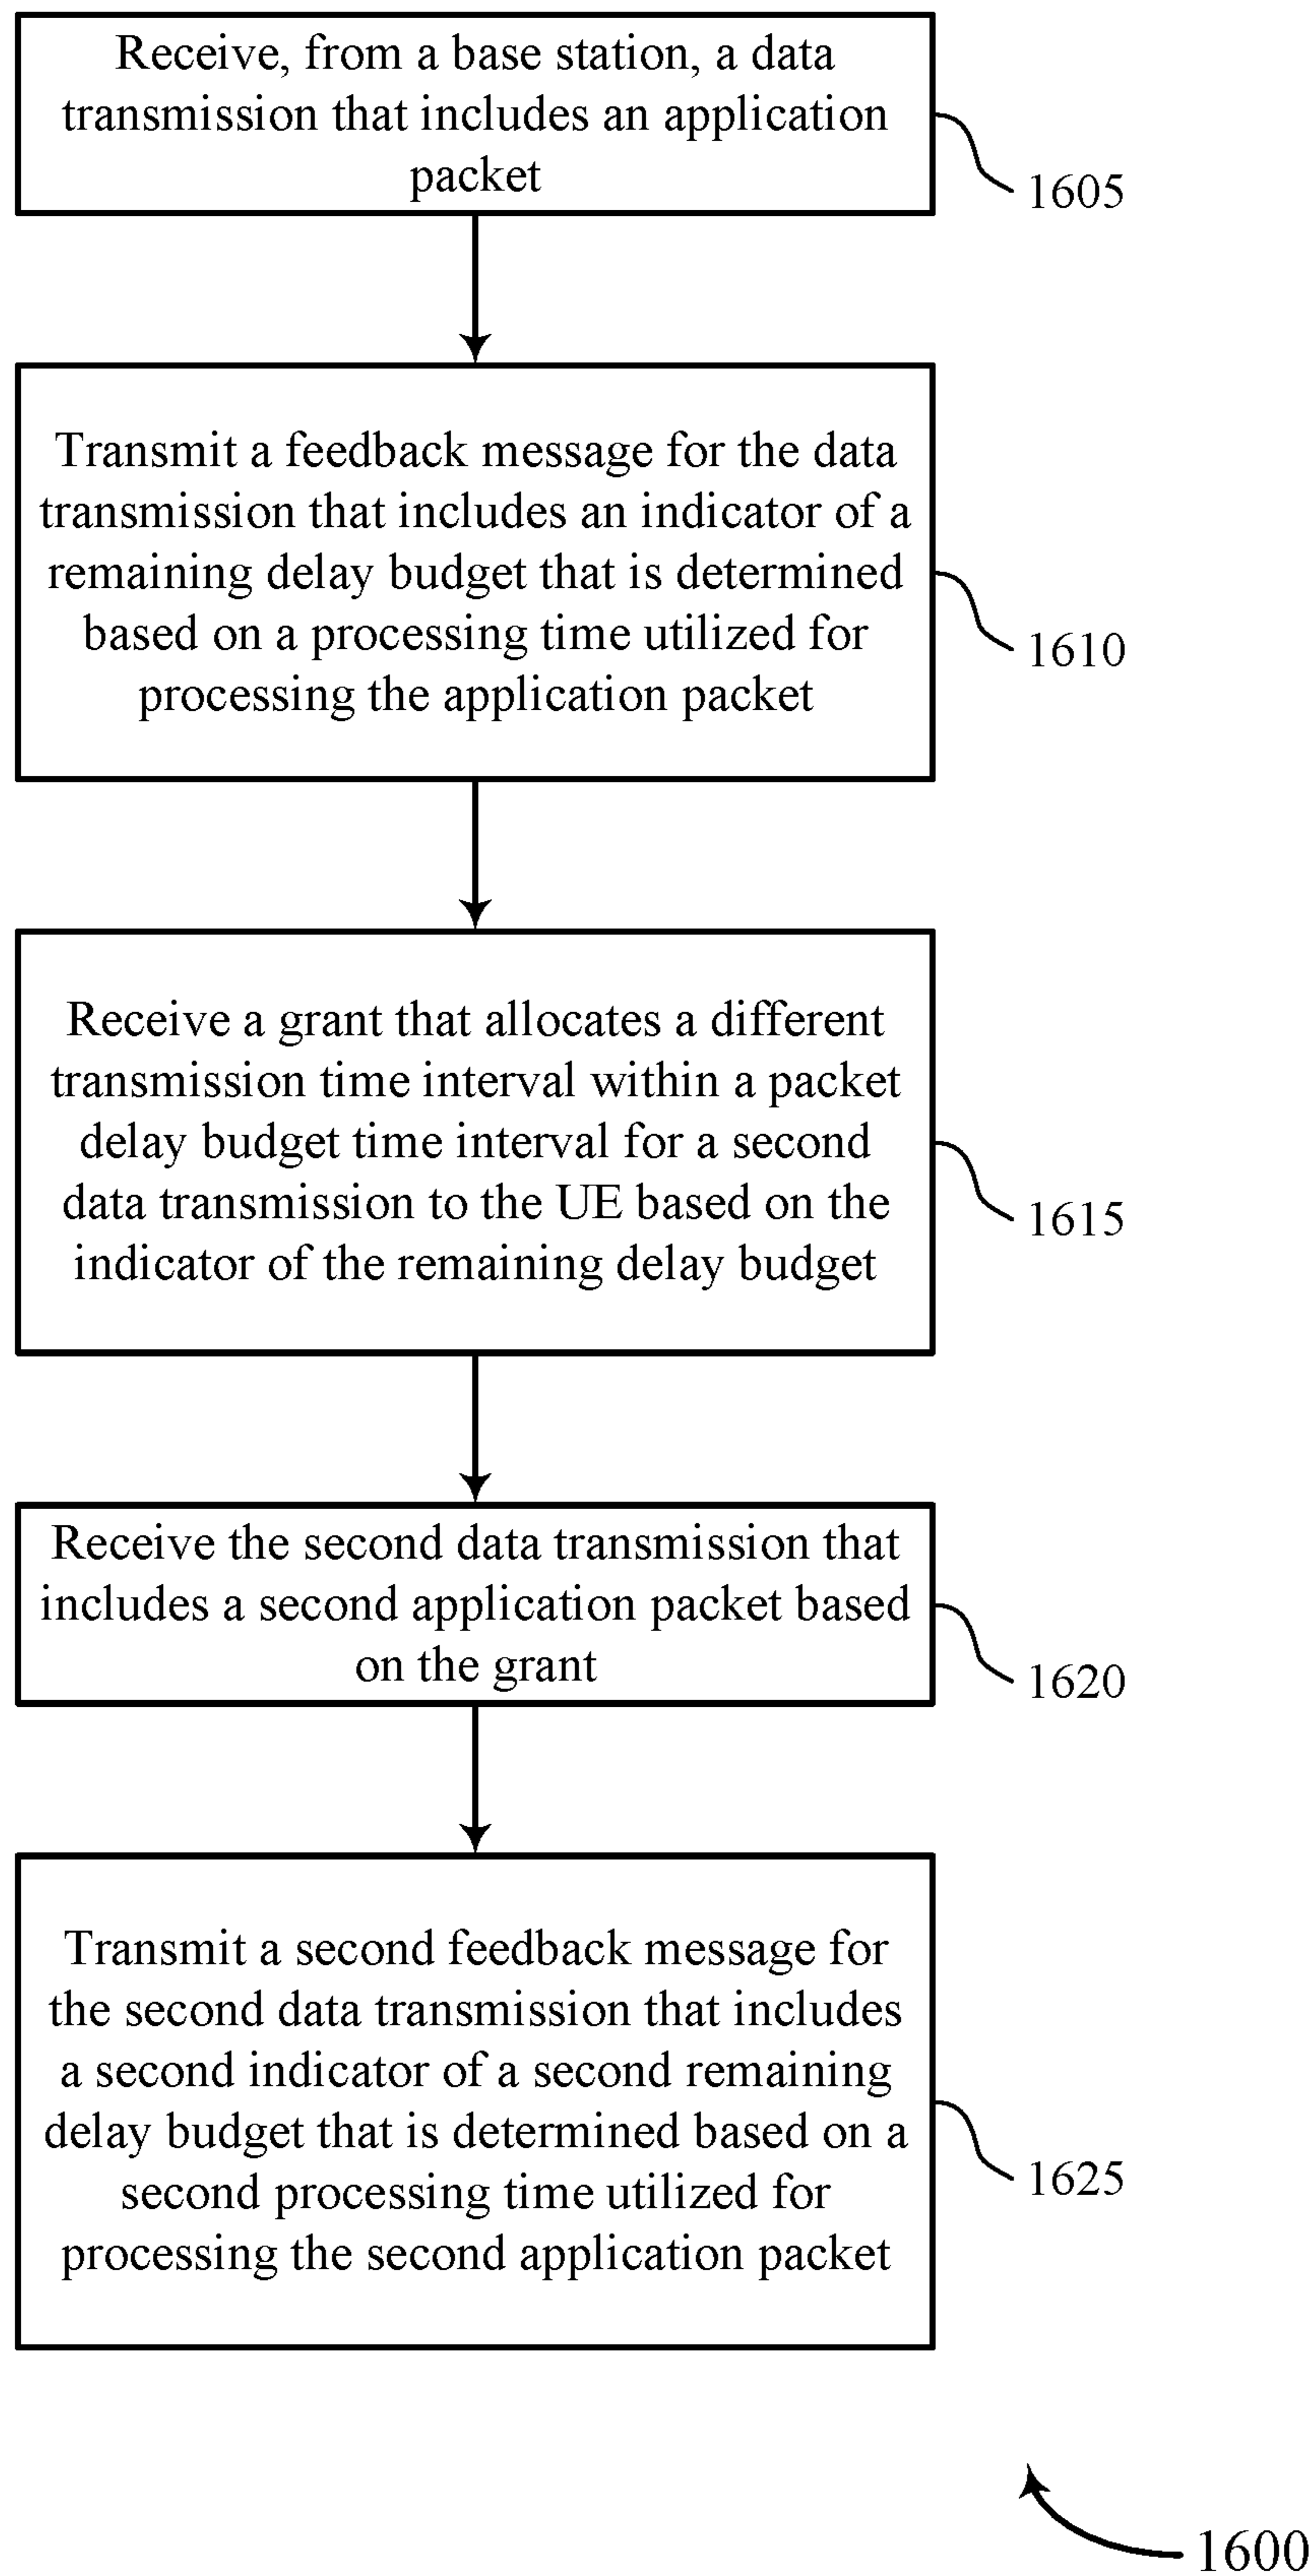 Receive, from a base station, a data
transmission that includes an application
packet
1605
Transmit a feedback message for the data
transmission that includes an indicator of a
remaining delay budget that is determined
based on a processing time utilized for
processing the application packet
1610
Receive a grant that allocates a different
transmission time interval within a packet
delay budget time interval for a second
data transmission to the UE based on the
indicator of the remaining delay budget
1615
Receive the second data transmission that
includes a second application packet based
on the grant
1620
Transmit a second feedback message for
the second data transmission that includes
a second indicator of a second remaining
delay budget that is determined based on a
second processing time utilized for
processing the second application packet
1625
1600